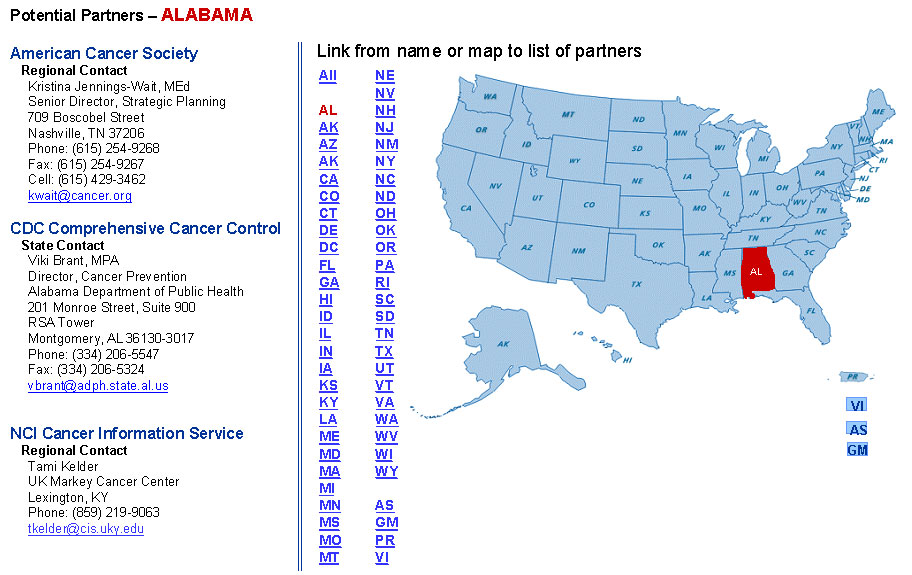 Potential Partners – ALABAMA
American Cancer Society
Regional Contact
Kristina Jennings-Wait, MEd
Senior Director, Strategic Planning
709 Boscobel Street
Nashville, TN 37206
Phone: (615) 254-9268
Fax: (615) 254-9267
Cell: (615) 429-3462
kwait@cancer.org
CDC Comprehensive Cancer Control
State Contact
Viki Brant, MPA
Director, Cancer Prevention
Alabama Department of Public Health
201 Monroe Street, Suite 900
RSA Tower
Montgomery, AL 36130-3017
Phone: (334) 206-5547
Fax: (334) 206-5324
vbrant@adph.state.al.us
NCI Cancer Information Service
Regional Contact
Tami Kelder
UK Markey Cancer Center
Lexington, KY
Phone: (859) 219-9063
tkelder@cis.uky.edu
Link from name or map to list of partners
All
AL
AK
AZ
AK
CA
CO
CT
DE
DC
FL
GA
HI
ID
IL
IN
IA
KS
KY
LA
ME
MD
MA
MI
MN
MS
MO
MT
NE
NV
NH
NJ
NM
NY
NC
ND
OH
OK
OR
PA
RI
SC
SD
TN
TX
UT
VT
VA
WA
WV
WI
WY
AS
GM
PR
VI
WA
OR
CA
NV
ID
MT
WY
UT
AZ
CO
NM
ND
SD
NE
KS
OK
TX
MN
IA
MO
AR
LA
WI
IL
MS
MI
IN
OH
KY
TN
AL
GA
FL
SC
NC
TN
WV
PA
NY
VT
NH
ME
MA
RI
CT
NJ
DE
MD
AK
HI
PR
VI
AS
GM